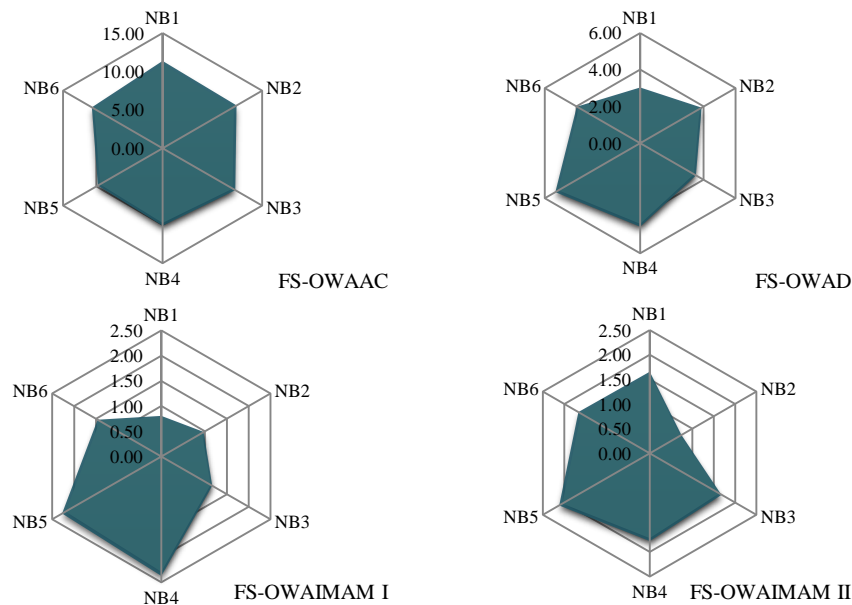 NB1
15.00
10.00
5.00
0.00
NB2
NB3
NB4
NB5
NB6
FS-OWAAC
NB1
6.00
4.00
2.00
0.00
NB2
NB3
NB4
NB5
NB6
FS-OWAD
NB1
2.50
2.00
1.50
1.00
0.50
0.00
NB2
NB3
NB4
NB5
NB6
FS-OWAIMAM I
NB1
2.50
2.00
1.50
1.00
0.50
0.00
NB2
NB3
NB4
NB5
NB6
FS-OWAIMAM II